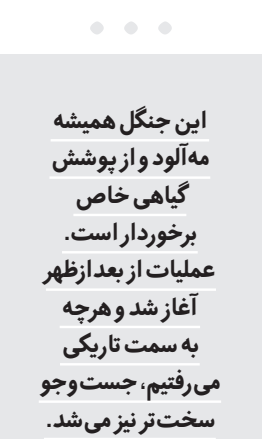 این جنگل همیشه
مه‌آلود و از پوشش
گیاهی خاص
برخوردار است.
عملیات از بعدازظهر
آغاز شد و هرچه
به سمت تاریکی
می‌رفتیم، جست‌وجو
سخت‌تر نیز می‌شد.